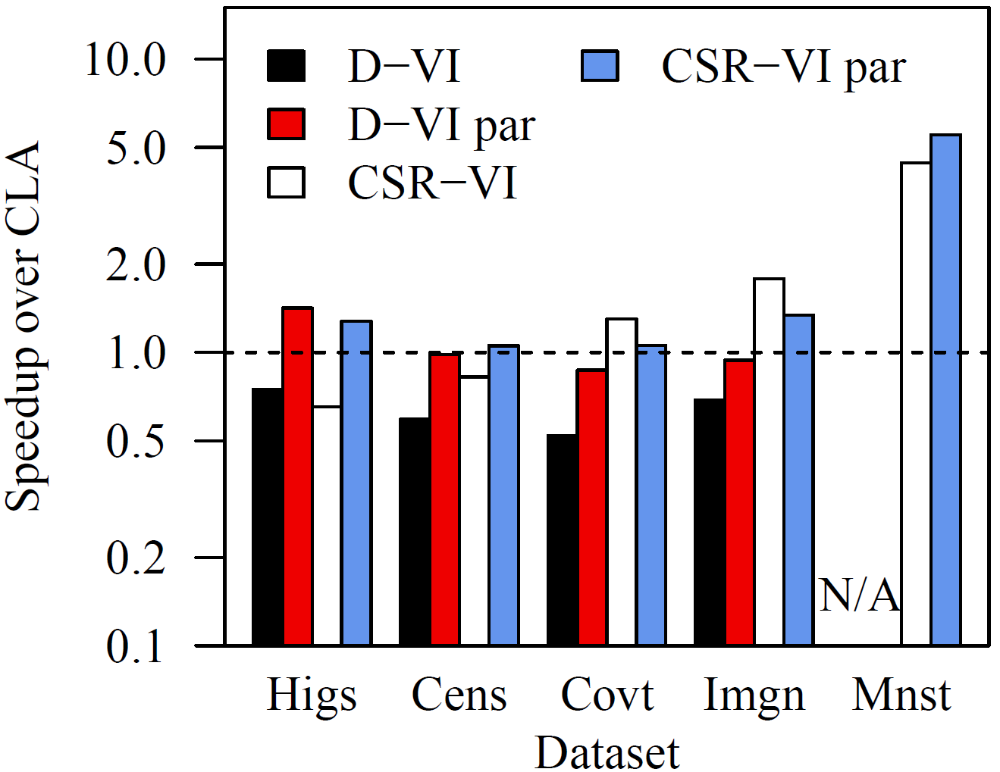 Speedup over CLA
10.0
5.0
2.0
1.0
0.5
0.2
0.1
D−VI
D−VI par
CSR−VI
CSR−VI par
N/A
Higs
Cens
Covt
Imgn
Mnst
Dataset